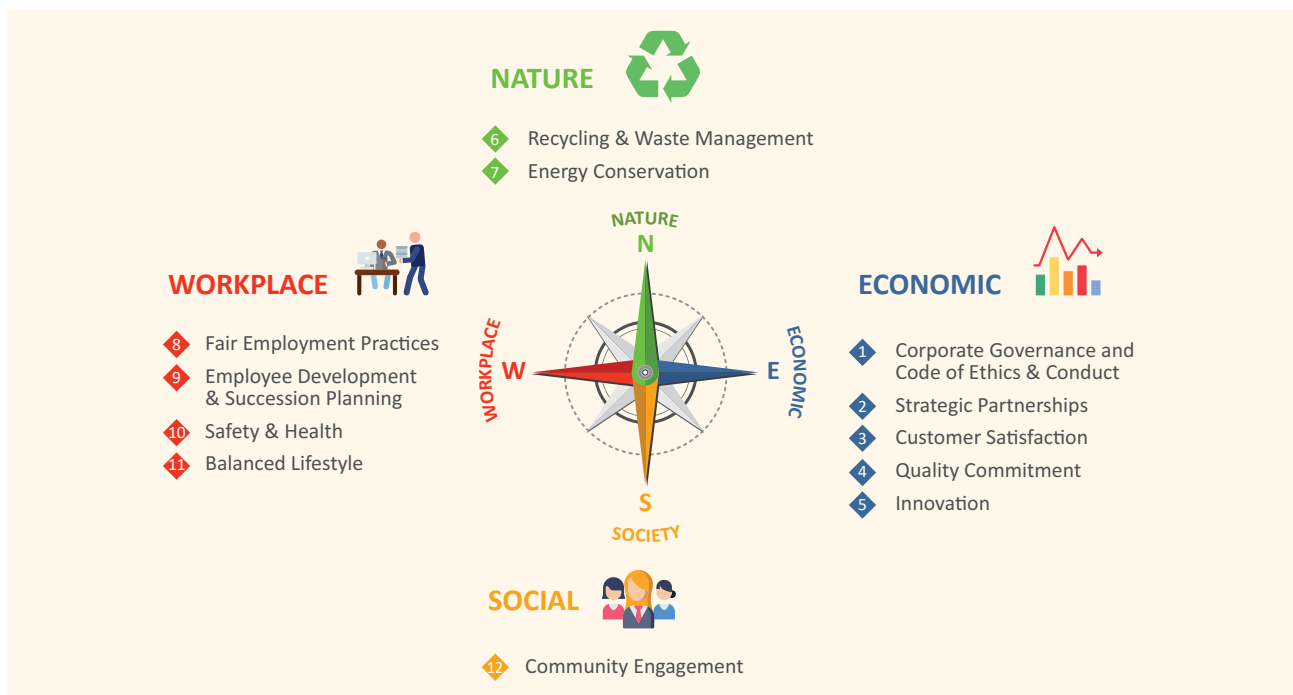 NATURE
6 Recycling & Waste Management
7 Energy Conservation
NATURE
N
WORKPLACE
8 Fair Employment Practices
9 Employee Development
& Succession Planning
10 Safety & Health
11 Balanced Lifestyle
WORKPLACE
W
E
ECONOMIC
ECONOMIC
1 Corporate Governance and
Code of Ethics & Conduct
2 Strategic Partnerships
3 Customer Satisfaction
4 Quality Commitment
5 Innovation
S
SOCIETY
SOCIAL
12 Community Engagement